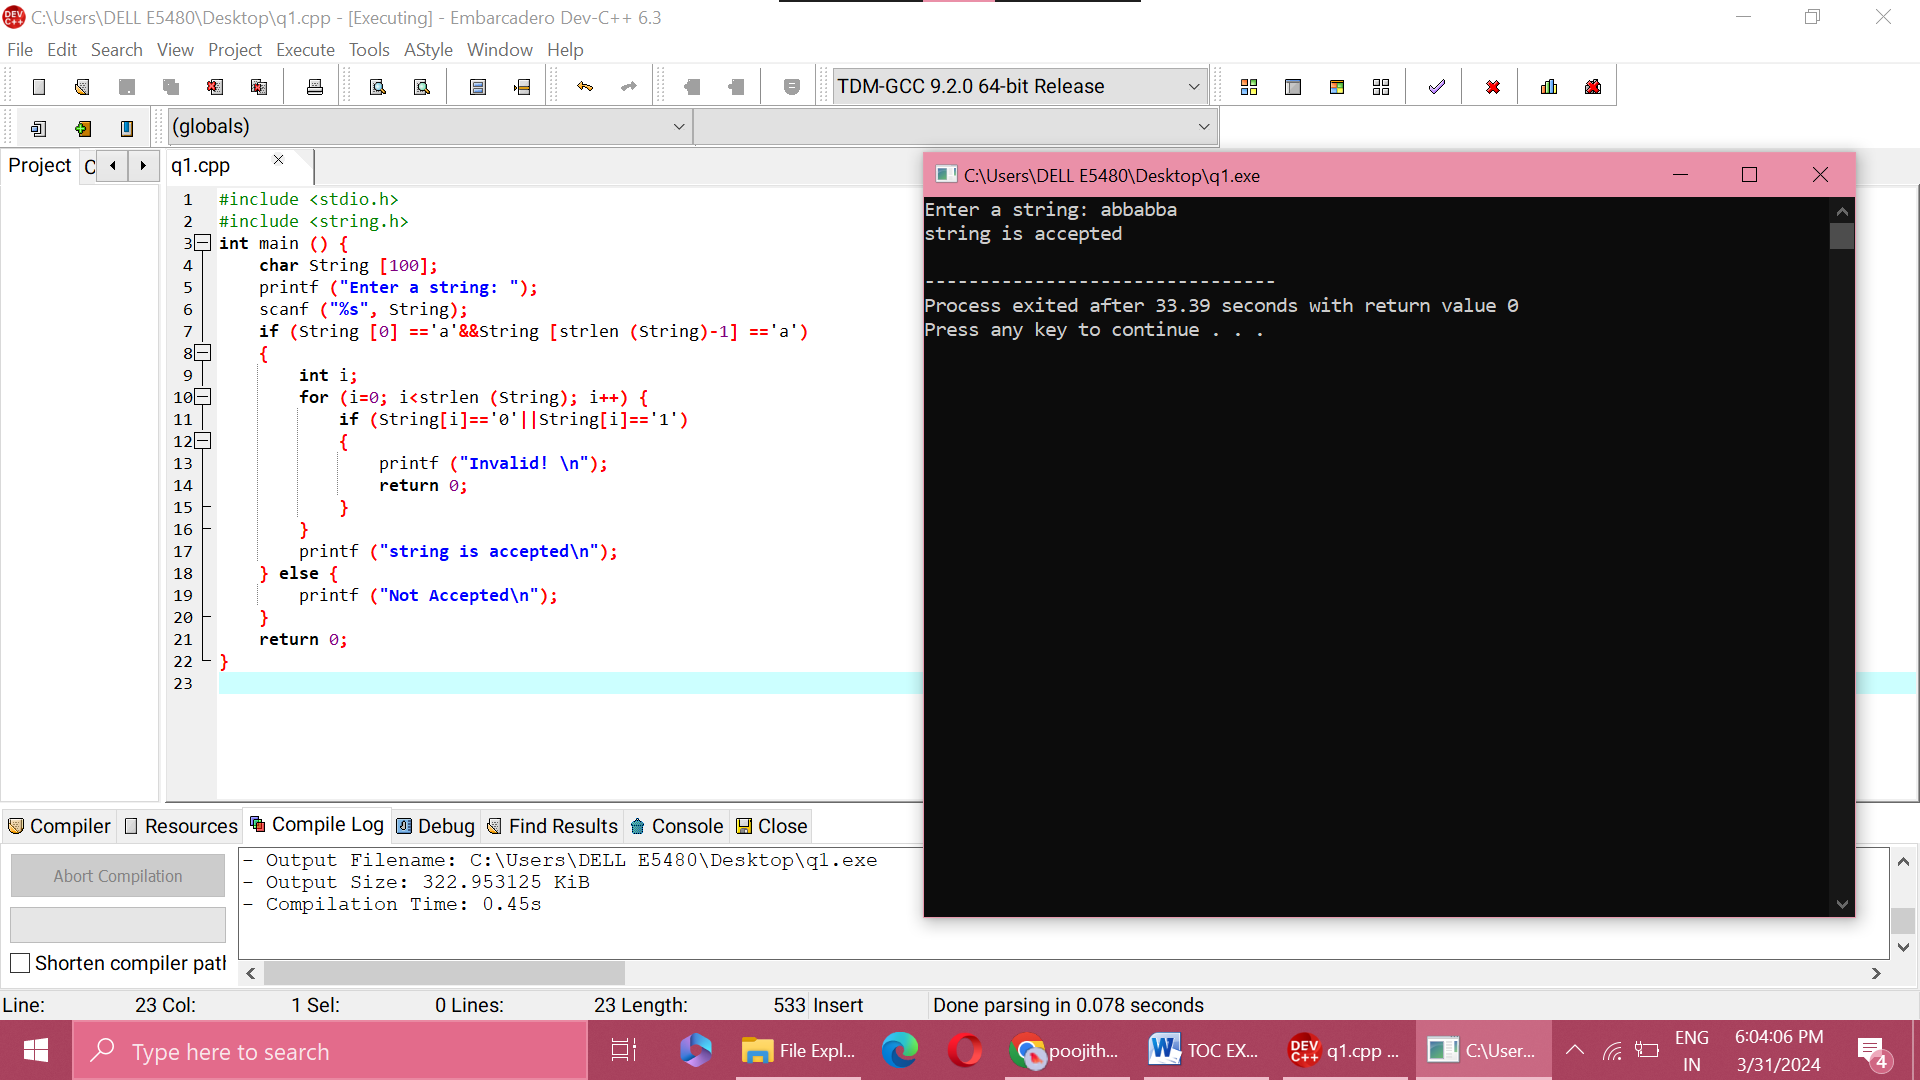 C:\Users\DELL E5480\Desktop\q1.cpp - [Executing] - Embarcadero Dev-C++ 6.3
File Edit Search View Project Execute Tools AStyle Window Help
TDM-GCC 9.2.0 64-bit Release
(globals)
Project C q1.cpp
1 #include <stdio.h>
2 #include <string.h>
3 int main () {
4 char String [100];
5 printf ("Enter a string: ");
6 scanf ("%s", String);
7 if (String [0] =='a'&&String [strlen (String)-1] =='a')
8 {
9 int i;
10 for (i=0; i<strlen (String); i++) {
11 if (String[i]=='0'||String[i]=='1')
12 {
13 printf ("Invalid! \n");
14 return 0;
15 }
16 }
17 printf ("string is accepted\n");
18 } else {
19 printf ("Not Accepted\n");
20 }
21 return 0;
22 }
23
C:\Users\DELL E5480\Desktop\q1.exe
Enter a string: abbabba
string is accepted
--------------------------------
Process exited after 33.39 seconds with return value 0
Press any key to continue . . .
Compiler Resources Compile Log Debug Find Results Console Close
Abort Compilation
Shorten compiler path
- Output Filename: C:\Users\DELL E5480\Desktop\q1.exe
- Output Size: 322.953125 KiB
- Compilation Time: 0.45s
Line: 23 Col: 1 Sel: 0 Lines: 23 Length: 533 Insert Done parsing in 0.078 seconds
Type here to search
File Expl...
poojith...
TOC EX...
DEV C++ q1.cpp ...
C:\User...
ENG
IN
6:04:06 PM
3/31/2024
4